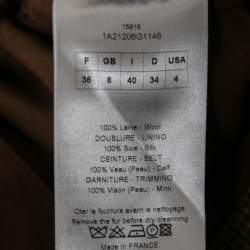 15918
1A21206G1146
F GB I D USA
36 8 40 34 4
100% Laine - Wool
DOUBLURE - LINING
100% Soie - Silk
CEINTURE - BELT
100% Veau (Peau) - Calf
GARNITURE - TRIMMING
100% Vison (Peau) - Mink
Oter la fourrure avant le nettoyage
Remove the fur before dry cleanning
MADE IN FRANCE